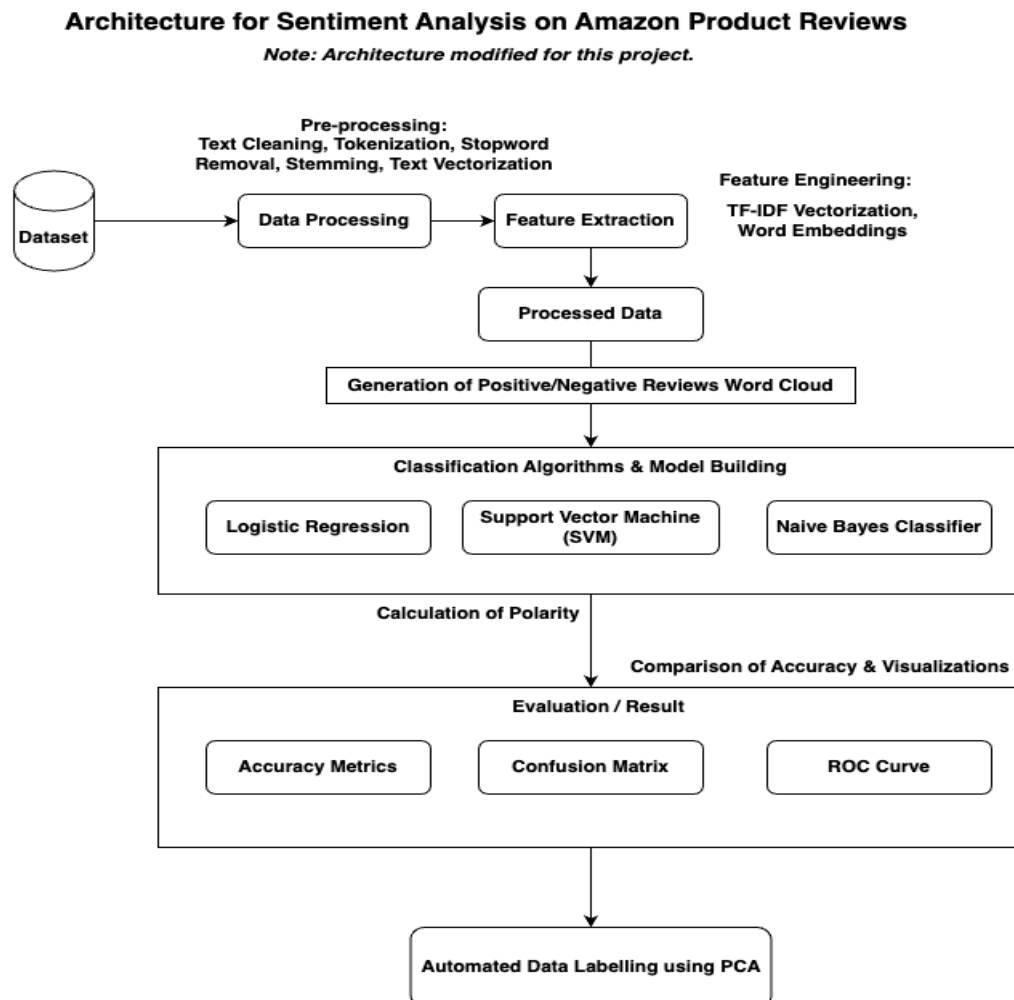 Architecture for Sentiment Analysis on Amazon Product Reviews
Note: Architecture modified for this project.
Pre-processing:
Text Cleaning, Tokenization, Stopword
Removal, Stemming, Text Vectorization
Feature Engineering:
TF-IDF Vectorization,
Word Embeddings
Dataset
Data Processing
Feature Extraction
Processed Data
Generation of Positive/Negative Reviews Word Cloud
Classification Algorithms & Model Building
Logistic Regression
Support Vector Machine
(SVM)
Naive Bayes Classifier
Calculation of Polarity
Comparison of Accuracy & Visualizations
Evaluation / Result
Accuracy Metrics
Confusion Matrix
ROC Curve
Automated Data Labelling using PCA